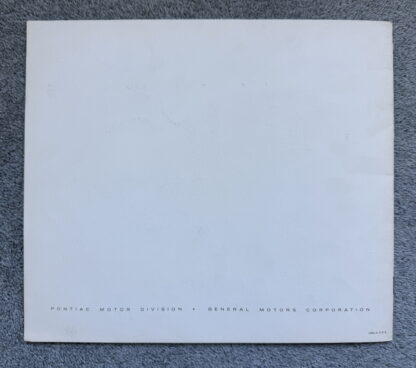 PONTIAC MOTOR DIVISION • GENERAL MOTORS CORPORATION